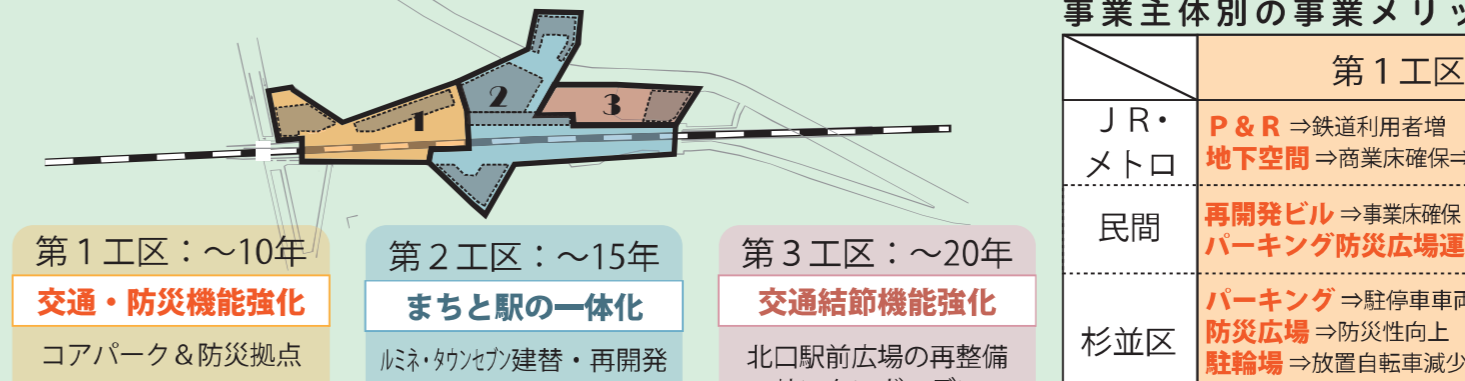 1
2
3
第1工区：～10年
交通・防災機能強化
コアパーク＆防災拠点
第2工区：～15年
まちと駅の一体化
ルミネ・タウンセブン建替・再開発
第3工区：～20年
交通結節機能強化
北口駅前広場の再整備
事業主体別の事業メリッ
第1工区
ＪＲ・
メトロ
P & R ⇒鉄道利用者増
地下空間⇒商業床確保⇒
民間
再開発ビル⇒事業床確保
パーキング防災広場運
杉並区
パーキング⇒駐停車車両
防災広場⇒防災性向上
駐輪場⇒放置自転車減少